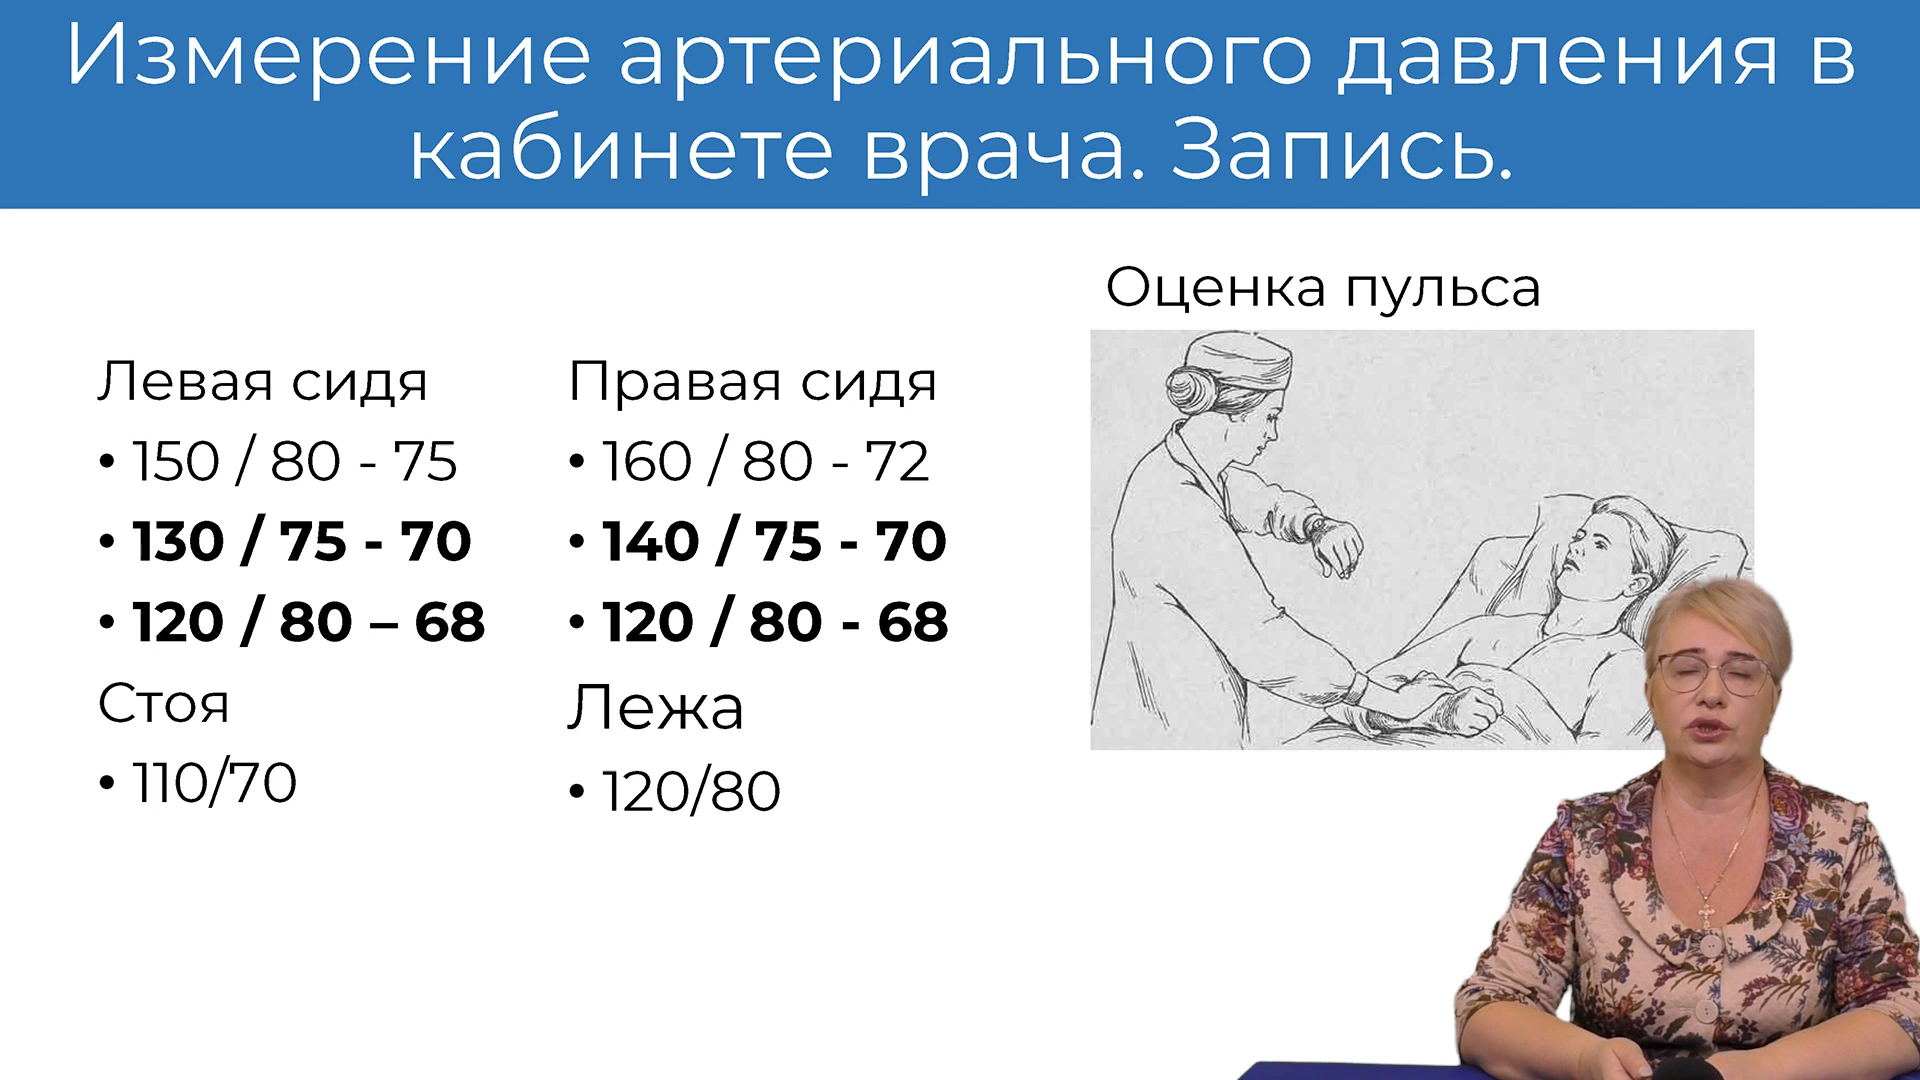 Измерение артериального давления в
кабинете врача. Запись.
Левая сидя
• 150 / 80 - 75
• 130 / 75 - 70
• 120 / 80 – 68
Стоя
• 110/70
Правая сидя
• 160 / 80 - 72
• 140 / 75 - 70
• 120 / 80 - 68
Лежа
• 120/80
Оценка пульса